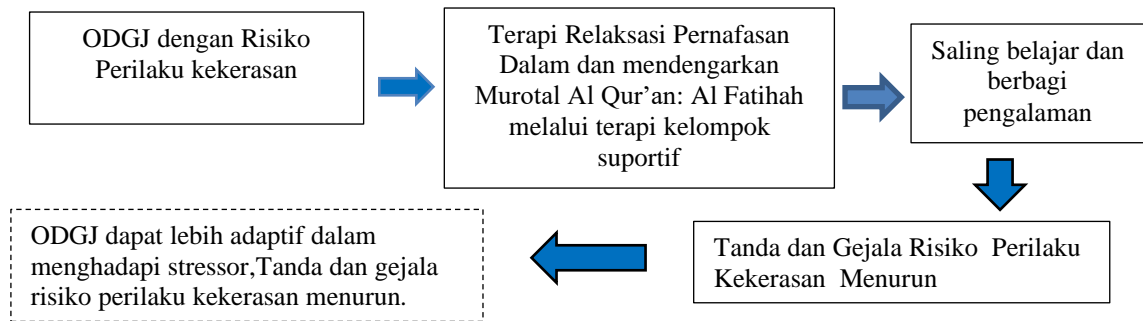 ODGJ dengan Risiko
Perilaku kekerasan
Terapi Relaksasi Pernafasan
Dalam dan mendengarkan
Murotal Al Qur’an: Al Fatihah
melalui terapi kelompok
suportif
Saling belajar dan
berbagi
pengalaman
Tanda dan Gejala Risiko Perilaku
Kekerasan Menurun
ODGJ dapat lebih adaptif dalam
menghadapi stressor,Tanda dan gejala
risiko perilaku kekerasan menurun.